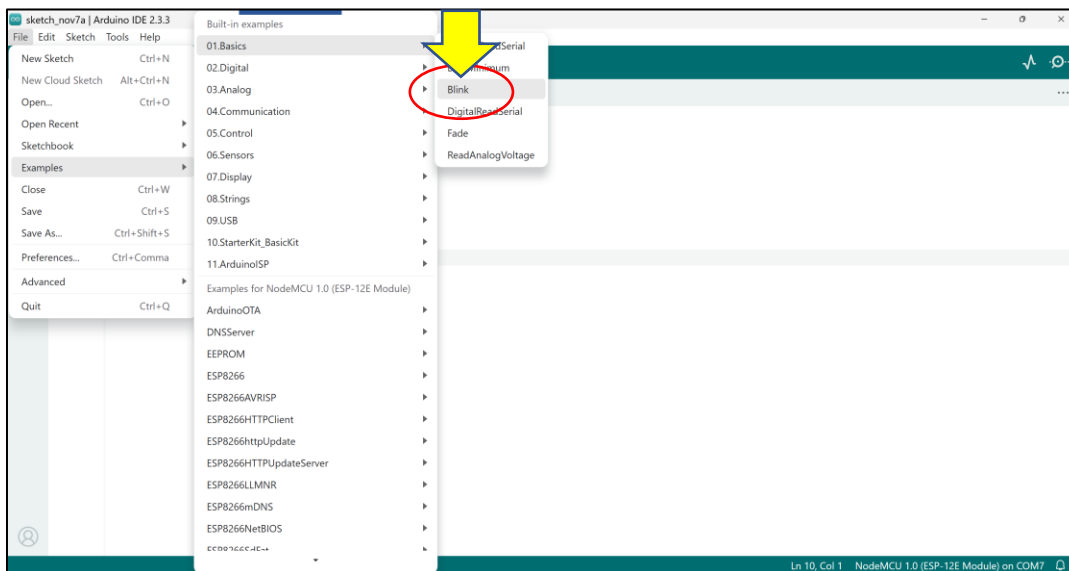 sketch_nov7a | Arduino IDE 2.3.3
File Edit Sketch Tools Help
New Sketch Ctrl+N
New Cloud Sketch Alt+Ctrl+N
Open... Ctrl+O
Open Recent
Sketchbook
Examples
Close Ctrl+W
Save Ctrl+S
Save As... Ctrl+Shift+S
Preferences... Ctrl+Comma
Advanced
Quit Ctrl+Q
Built-in examples
01.Basics
02.Digital
03.Analog
04.Communication
05.Control
06.Sensors
07.Display
08.Strings
09.USB
10.StarterKit_BasicKit
11.ArduinoISP
Examples for NodeMCU 1.0 (ESP-12E Module)
ArduinoOTA
DNSServer
EEPROM
ESP8266
ESP8266AVRISP
ESP8266HTTPClient
ESP8266httpUpdate
ESP8266HTTPUpdateServer
ESP8266LLMNR
ESP8266mDNS
ESP8266NetBIOS
Blink
DigitalReadSerial
Fade
ReadAnalogVoltage
Ln 10, Col 1 NodeMCU 1.0 (ESP-12E Module) on COM7